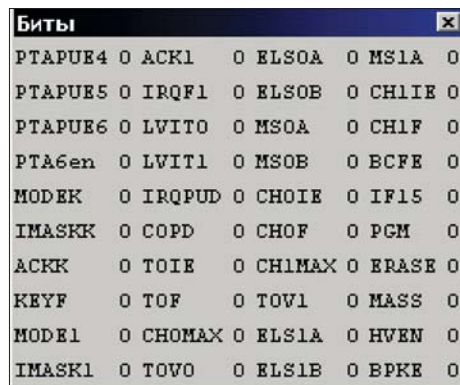 Биты
PTAPUE4 0 ACK1 0 ELS0A 0 MS1A 0
PTAPUE5 0 IRQF1 0 ELS0B 0 CH1IE 0
PTAPUE6 0 LVIT0 0 MS0A 0 CH1F 0
PTA6en 0 LVIT1 0 MS0B 0 BCFE 0
MODEK 0 IRQPUD 0 CH0IE 0 IF15 0
IMASKK 0 COPD 0 CH0F 0 PGM 0
ACKK 0 TOIE 0 CH1MAX 0 ERASE 0
KEYF 0 TOF 0 TOV1 0 MASS 0
MODE1 0 CH0MAX 0 ELS1A 0 HVEN 0
IMASK1 0 TOV0 0 ELS1B 0 BPKE 0